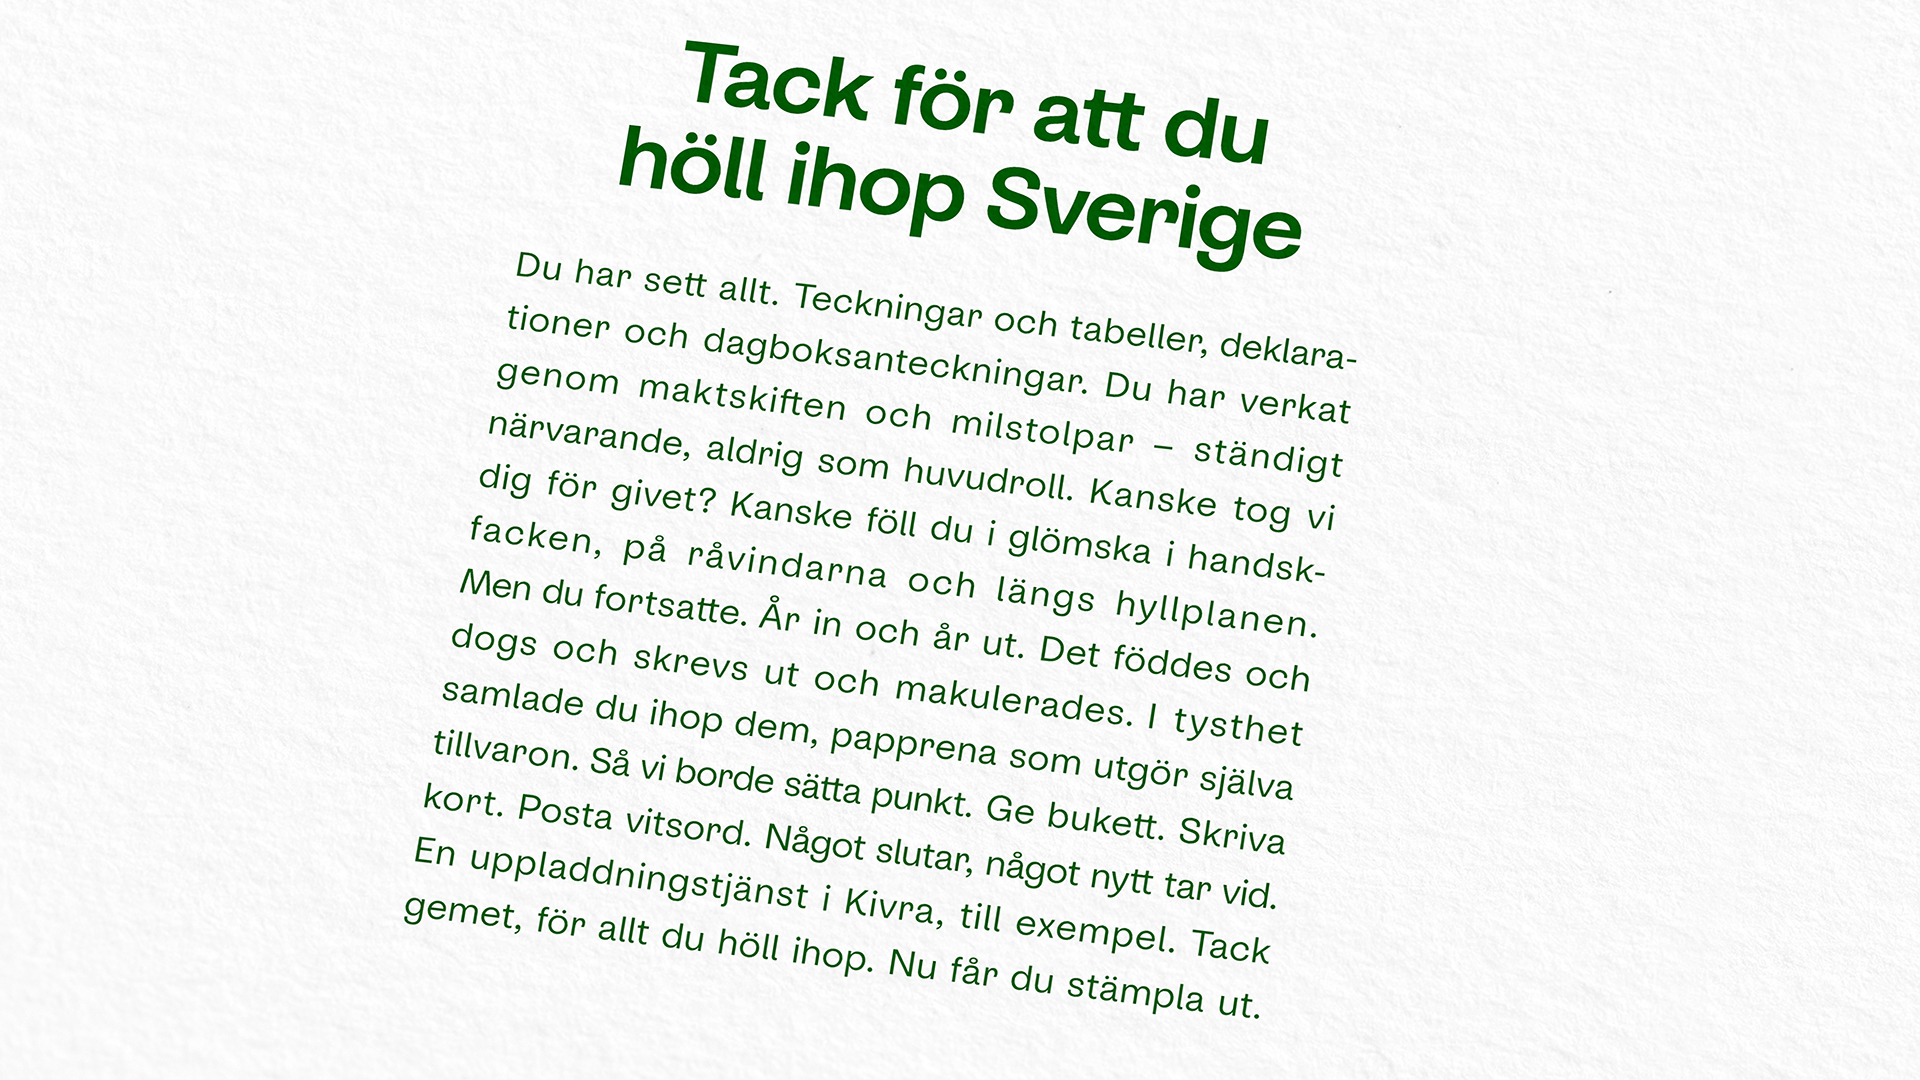 Tack för att du
höll ihop Sverige
Du har sett allt. Teckningar och tabeller, deklara-
tioner och dagboksanteckningar. Du har verkat
genom maktskiften och milstolpar – ständigt
närvarande, aldrig som huvudroll. Kanske tog vi
dig för givet? Kanske föll du i glömska i handsk-
facken, på råvindarna och längs hyllplanen.
Men du fortsatte. År in och år ut. Det föddes och
dogs och skrevs ut och makulerades. I tysthet
samlade du ihop dem, papprena som utgör själva
tillvaron. Så vi borde sätta punkt. Ge bukett. Skriva
kort. Posta vitsord. Något slutar, något nytt tar vid.
En uppladdningstjänst i Kivra, till exempel. Tack
gemet, för allt du höll ihop. Nu får du stämpla ut.